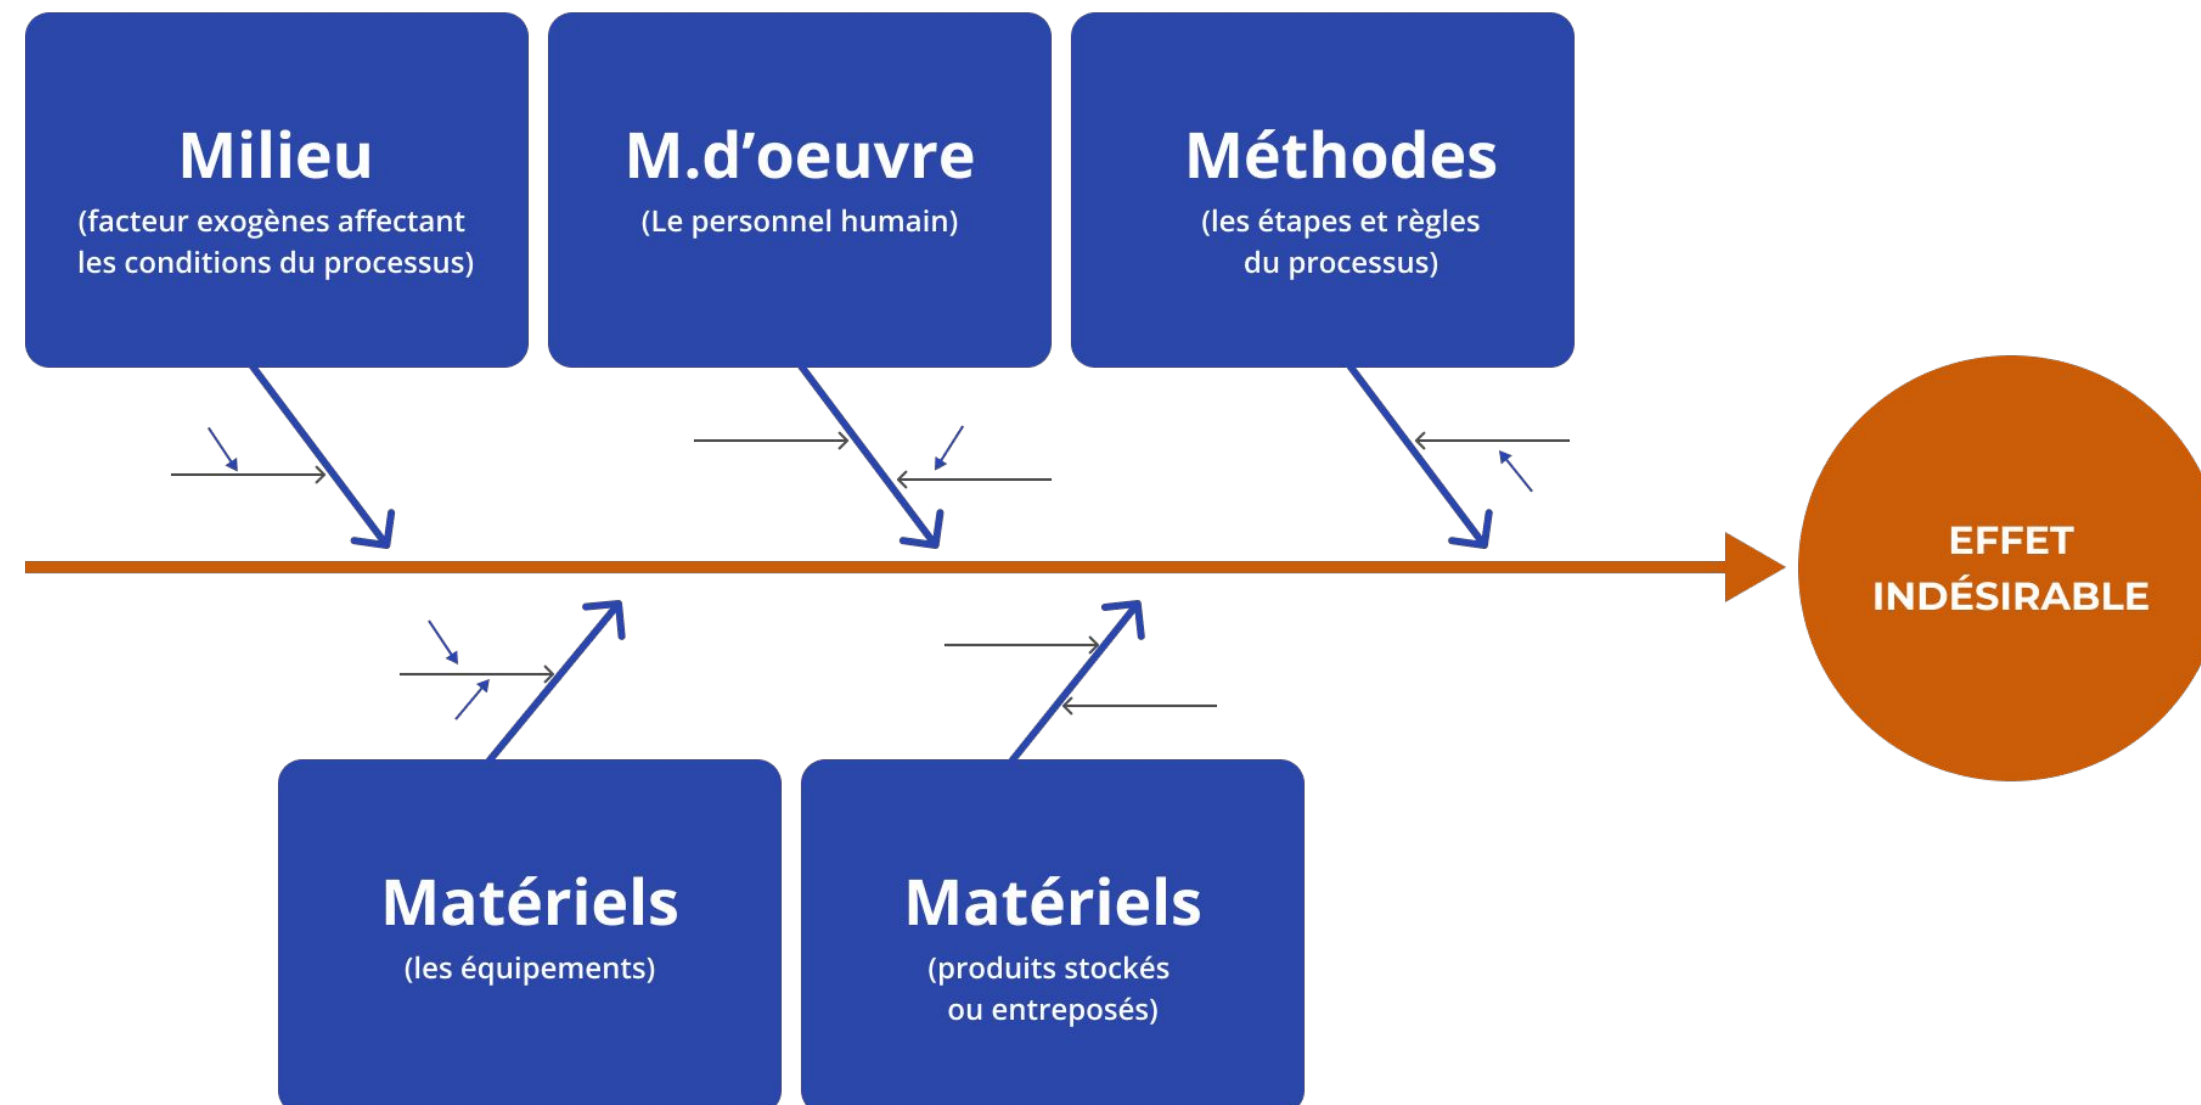 Milieu
(facteur exogènes affectant
les conditions du processus)
M.d’oeuvre
(Le personnel humain)
Méthodes
(les étapes et règles
du processus)
EFFET
INDÉSIRABLE
Matériels
(les équipements)
Matériels
(produits stockés
ou entreposés)